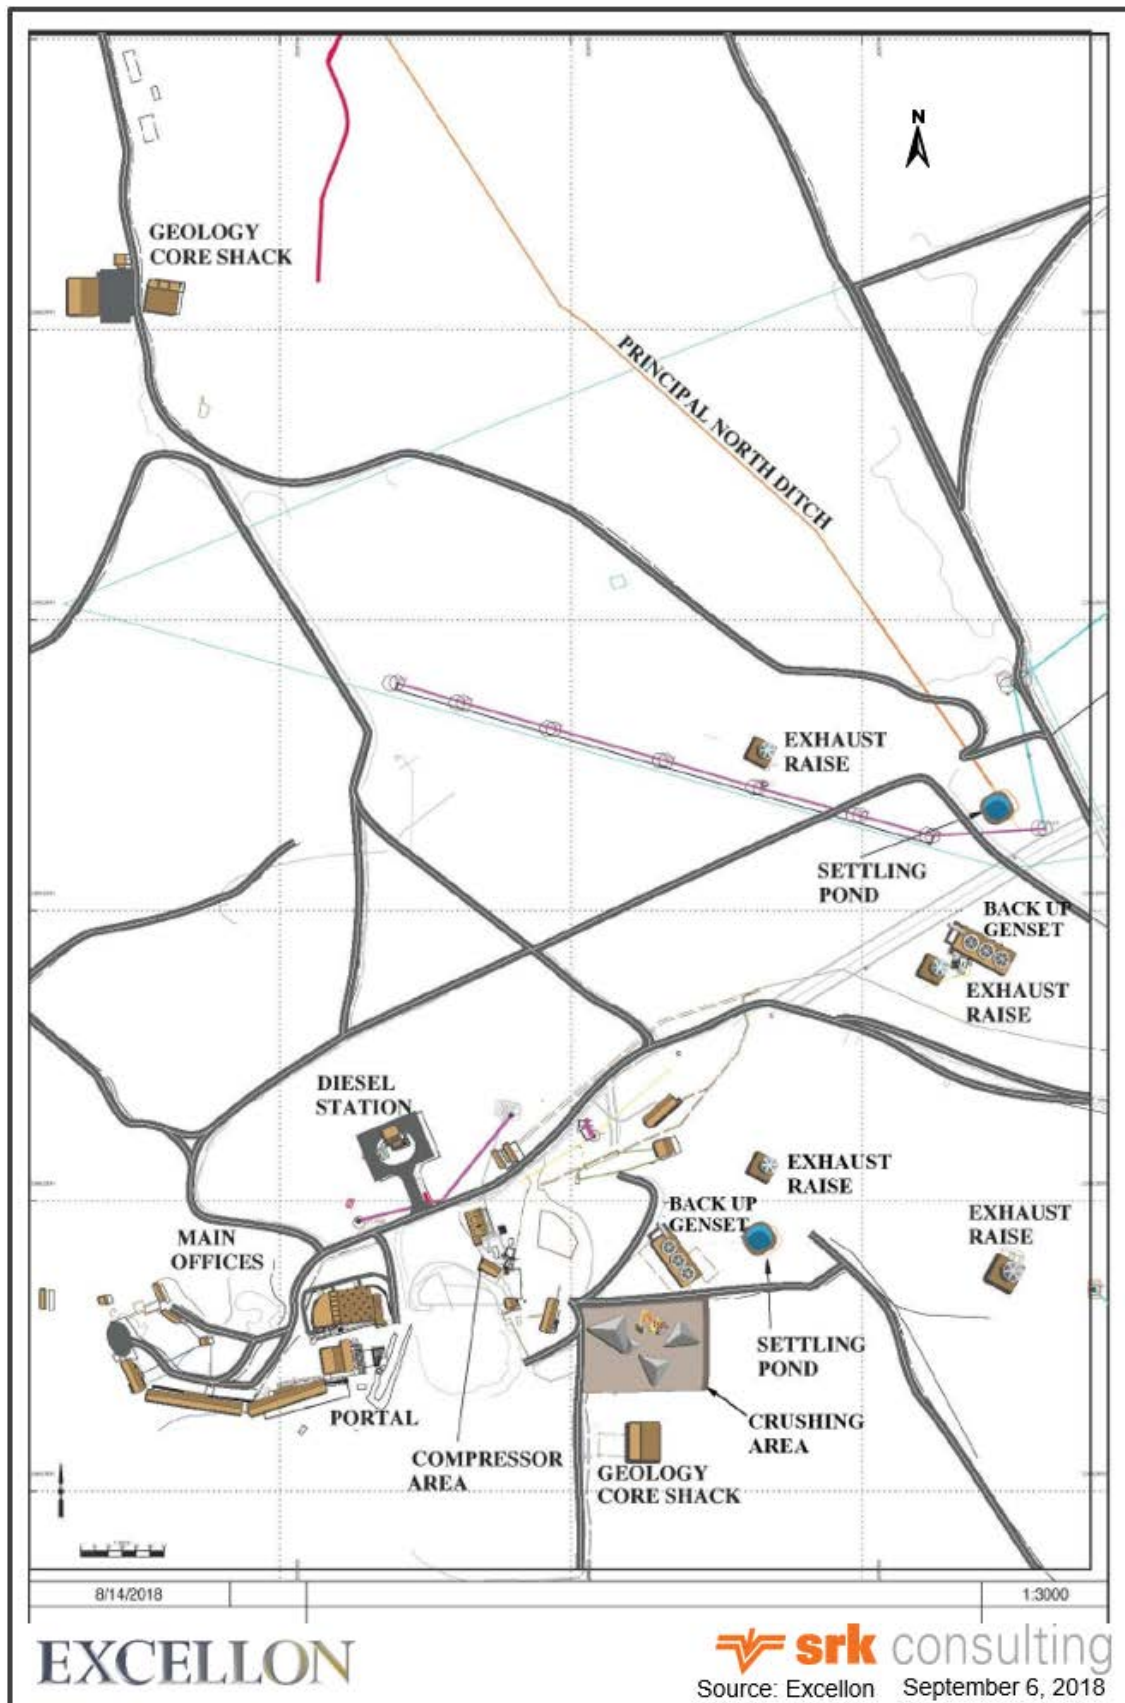 N
GEOLOGY
CORE SHACK
PRINCIPAL NORTH DITCH
EXHAUST
RAISE
SETTLING
POND
BACK UP
GENSET
EXHAUST
RAISE
DIESEL
STATION
EXHAUST
RAISE
BACK UP
GENSET
EXHAUST
RAISE
MAIN
OFFICES
SETTLING
POND
PORTAL
CRUSHING
AREA
COMPRESSOR
AREA
GEOLOGY
CORE SHACK
8/14/2018
1:3000
EXCELLON
srk consulting
Source: Excellon September 6, 2018